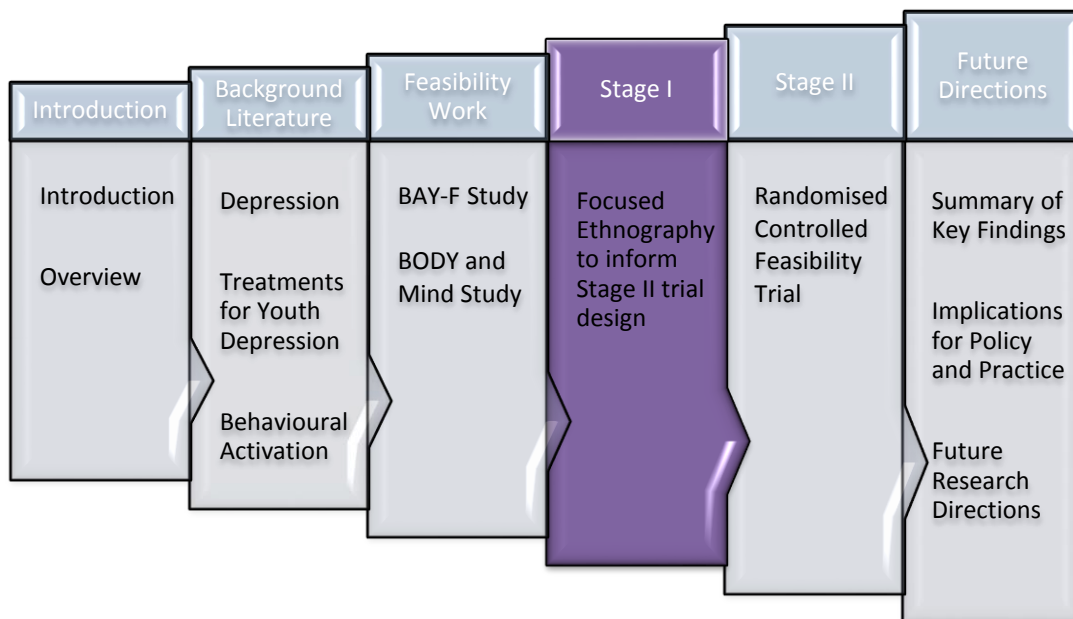 Introduction
Introduction
Overview
Background
Literature
Depression
Treatments
for Youth
Depression
Behavioural
Activation
Feasibility
Work
BAY-F Study
BODY and
Mind Study
Stage I
Focused
Ethnography
to inform
Stage II trial
design
Stage II
Randomised
Controlled
Feasibility
Trial
Future
Directions
Summary of
Key Findings
Implications
for Policy
and Practice
Future
Research
Directions